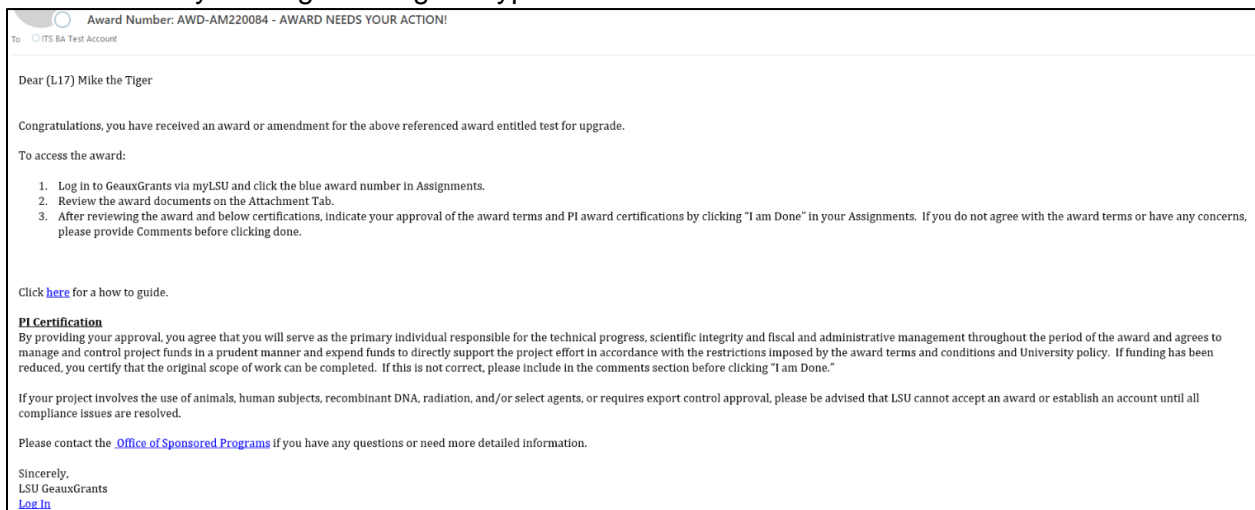 Award Number: AWD-AM220084 - AWARD NEEDS YOUR ACTION!
To ITS BA Test Account
Dear (L17) Mike the Tiger
Congratulations, you have received an award or amendment for the above referenced award entitled test for upgrade.
To access the award:
1. Log in to GeauxGrants via myLSU and click the blue award number in Assignments.
2. Review the award documents on the Attachment Tab.
3. After reviewing the award and below certifications, indicate your approval of the award terms and PI award certifications by clicking "I am Done" in your Assignments. If you do not agree with the award terms or have any concerns,
please provide Comments before clicking done.
Click here for a how to guide.
PI Certification
By providing your approval, you agree that you will serve as the primary individual responsible for the technical progress, scientific integrity and fiscal and administrative management throughout the period of the award and agrees to
manage and control project funds in a prudent manner and expend funds to directly support the project effort in accordance with the restrictions imposed by the award terms and conditions and University policy. If funding has been
reduced, you certify that the original scope of work can be completed. If this is not correct, please include in the comments section before clicking "I am Done."
If your project involves the use of animals, human subjects, recombinant DNA, radiation, and/or select agents, or requires export control approval, please be advised that LSU cannot accept an award or establish an account until all
compliance issues are resolved.
Please contact the Office of Sponsored Programs if you have any questions or need more detailed information.
Sincerely,
LSU GeauxGrants
Log In